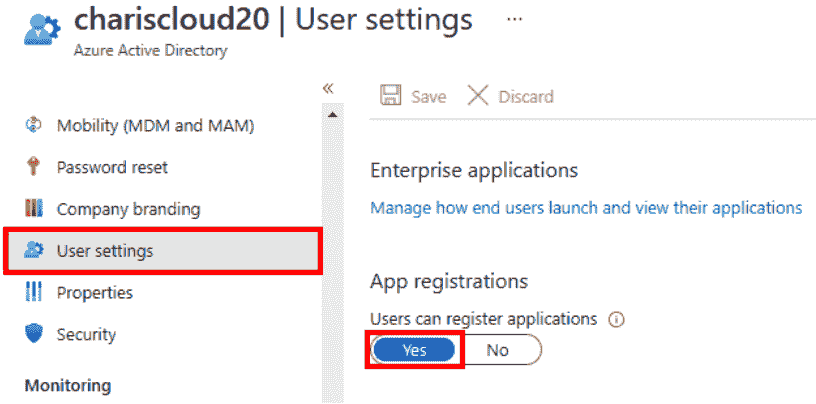 chariscloud20 | User settings ...
Azure Active Directory
«
Mobility (MDM and MAM)
Password reset
Company branding
User settings
Properties
Security
Monitoring
Save Discard
Enterprise applications
Manage how end users launch and view their applications
App registrations
Users can register applications
Yes No